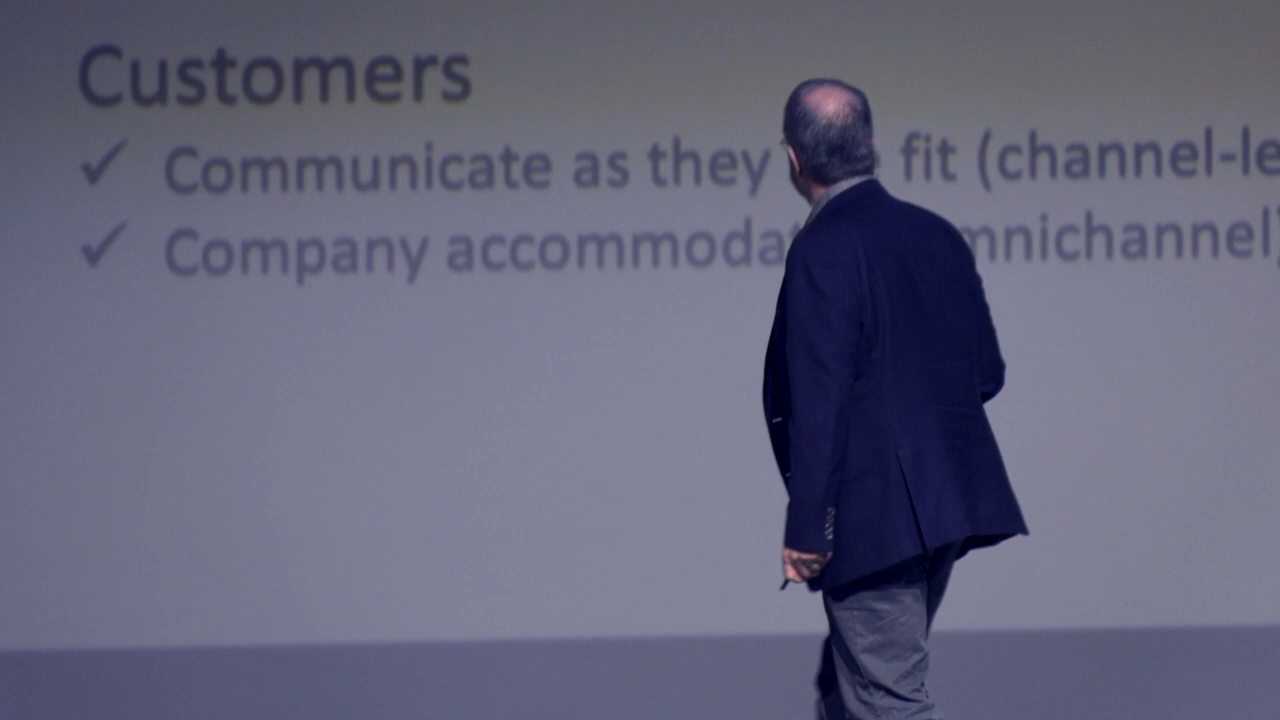 Customers
✓ Communicate as they fit (channel-le
✓ Company accommodat mnichannel)